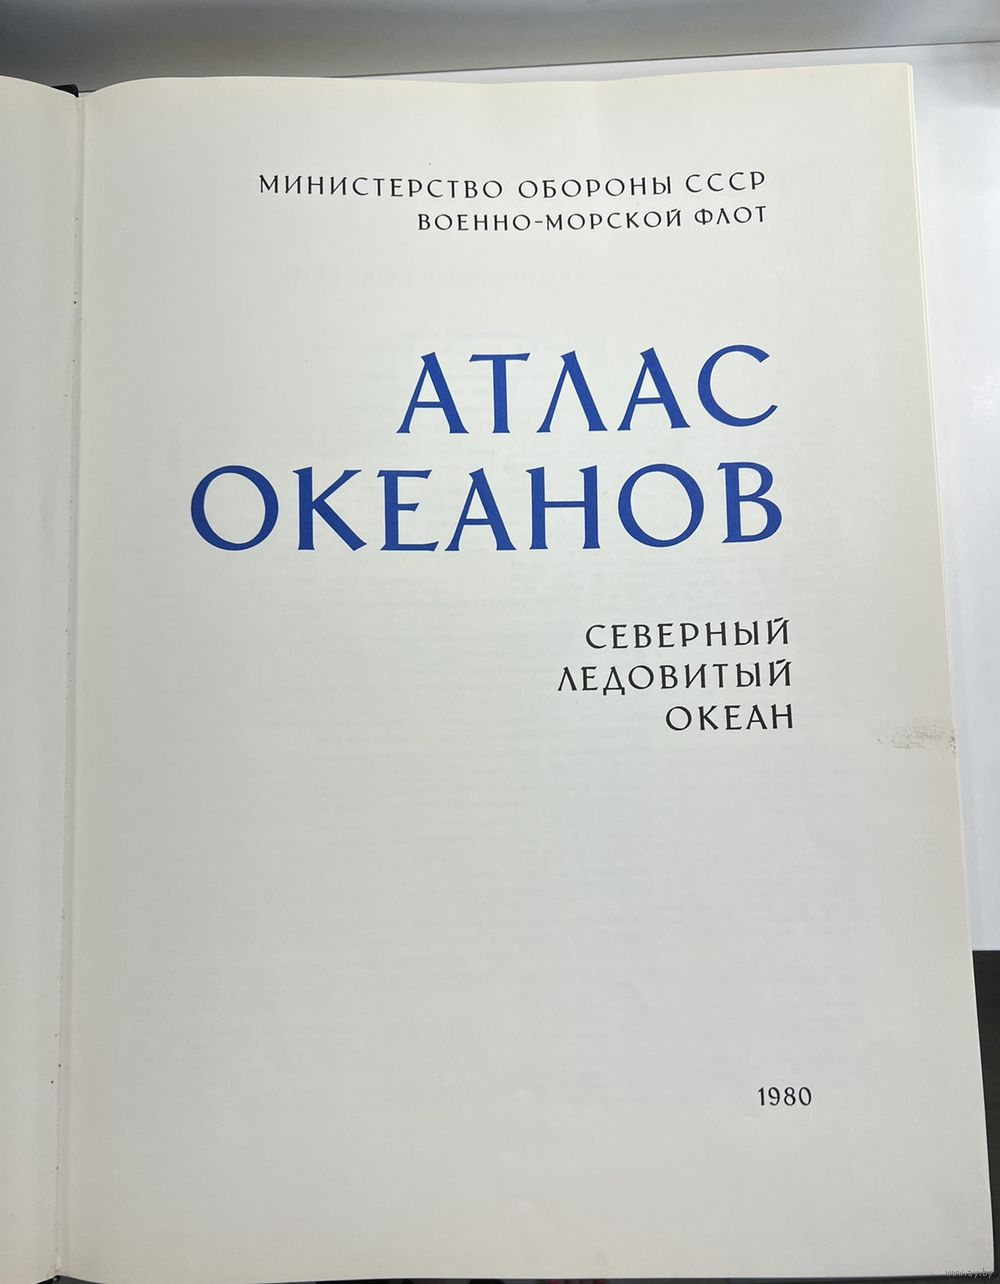 МИНИСТЕРСТВО ОБОРОНЫ СССР
ВОЕННО-МОРСКОЙ ФЛОТ
АТЛАС
ОКЕАНОВ
СЕВЕРНЫЙ
ЛЕДОВИТЫЙ
ОКЕАН
1980